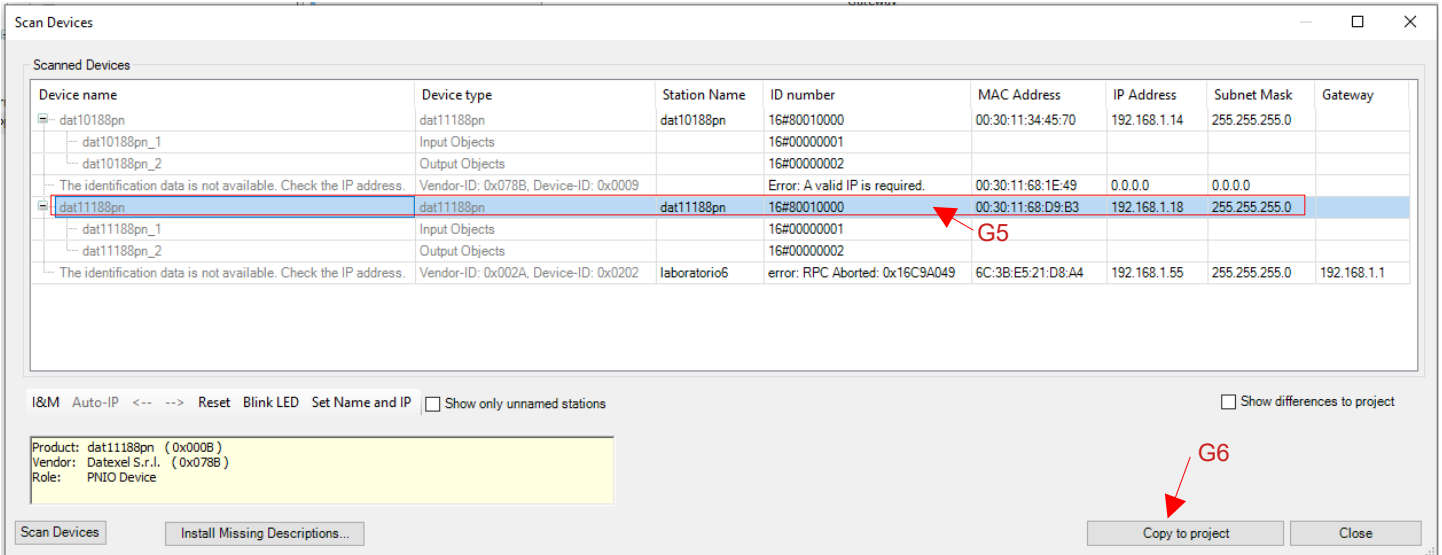 Gateway
Scan Devices
Scanned Devices
Device name Device type Station Name ID number MAC Address IP Address Subnet Mask Gateway
dat10188pn dat11188pn dat10188pn 16#80010000 00:30:11:34:45:70 192.168.1.14 255.255.255.0
dat10188pn_1 Input Objects 16#00000001
dat10188pn_2 Output Objects 16#00000002
The identification data is not available. Check the IP address. Vendor-ID: 0x078B, Device-ID: 0x0009 Error: A valid IP is required. 00:30:11:68:1E:49 0.0.0.0 0.0.0.0
dat11188pn dat11188pn dat11188pn 16#80010000 00:30:11:68:D9:B3 192.168.1.18 255.255.255.0
G5
dat11188pn_1 Input Objects 16#00000001
dat11188pn_2 Output Objects 16#00000002
The identification data is not available. Check the IP address. Vendor-ID: 0x002A, Device-ID: 0x0202 laboratorio6 error: RPC Aborted: 0x16C9A049 6C:3B:E5:21:D8:A4 192.168.1.55 255.255.255.0 192.168.1.1
I&M Auto-IP <-- --> Reset Blink LED Set Name and IP Show only unnamed stations Show differences to project
Product: dat11188pn (0x000B)
Vendor: Datexel S.r.l. (0x078B)
Role: PNIO Device
G6
Scan Devices Install Missing Descriptions... Copy to project Close